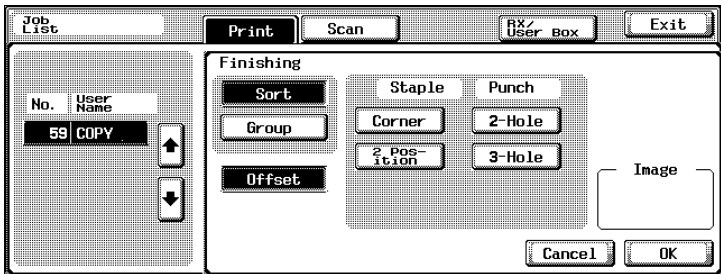 Job
List
Print
Scan
RX/
User Box
Exit
No.
User
Name
59 COPY
Finishing
Sort
Group
Offset
Staple
Corner
2 Pos-
ition
Punch
2-Hole
3-Hole
Image
Cancel
OK